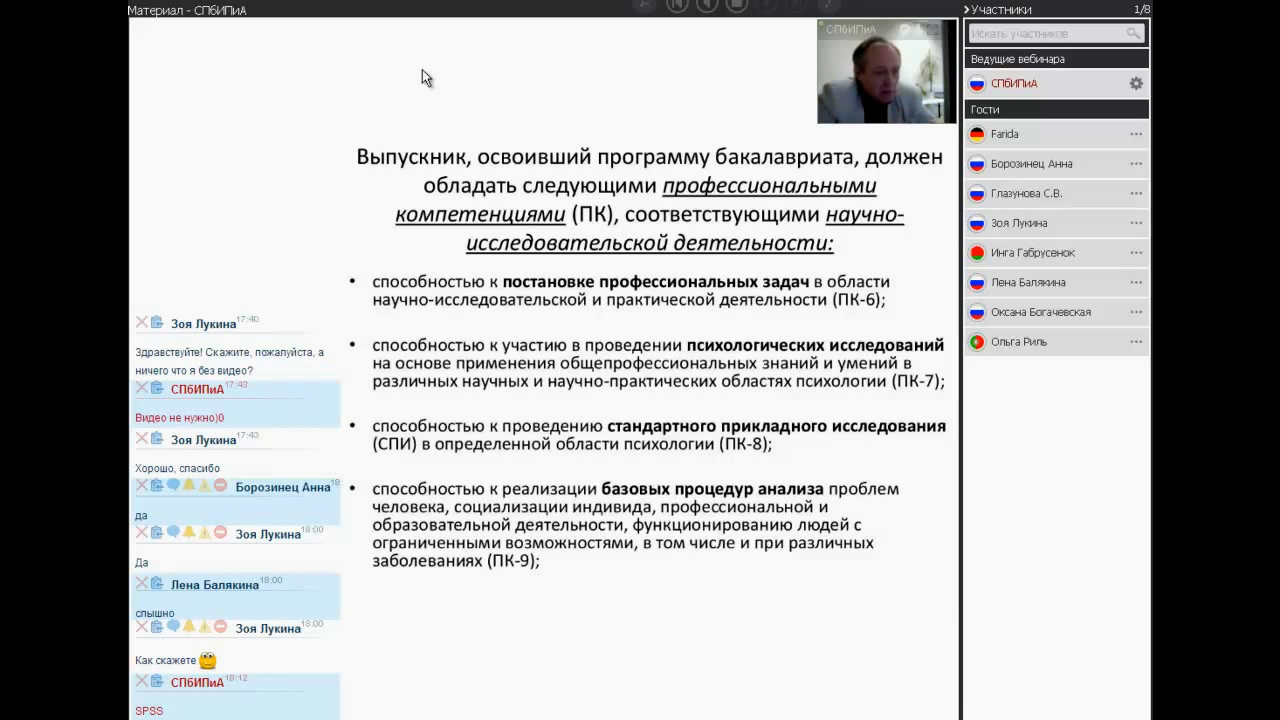 Материал - СПбИПиА
СПбИПиА
Выпускник, освоивший программу бакалавриата, должен
обладать следующими профессиональными
компетенциями (ПК), соответствующими научно-
исследовательской деятельности:
• способностью к постановке профессиональных задач в области
научно-исследовательской и практической деятельности (ПК-6);
• способностью к участию в проведении психологических исследований
на основе применения общепрофессиональных знаний и умений в
различных научных и научно-практических областях психологии (ПК-7);
• способностью к проведению стандартного прикладного исследования
(СПИ) в определенной области психологии (ПК-8);
• способностью к реализации базовых процедур анализа проблем
человека, социализации индивида, профессиональной и
образовательной деятельности, функционированию людей с
ограниченными возможностями, в том числе и при различных
заболеваниях (ПК-9);
Зоя Лукина 17:40
Здравствуйте! Скажите, пожалуйста, а
ничего что я без видео?
СПбИПиА 17:43
Видео не нужно)0
Зоя Лукина 17:43
Хорошо, спасибо
Борозинец Анна 18
да
Зоя Лукина 18:00
Да
Лена Балякина 18:00
слышно
Зоя Лукина 18:00
Как скажете
СПбИПиА 18:12
SPSS
Участники 1/8
Искать участников
Ведущие вебинара
СПбИПиА
Гости
Farida
Борозинец Анна
Глазунова С.В.
Зоя Лукина
Инга Габрусенок
Лена Балякина
Оксана Богачевская
Ольга Риль